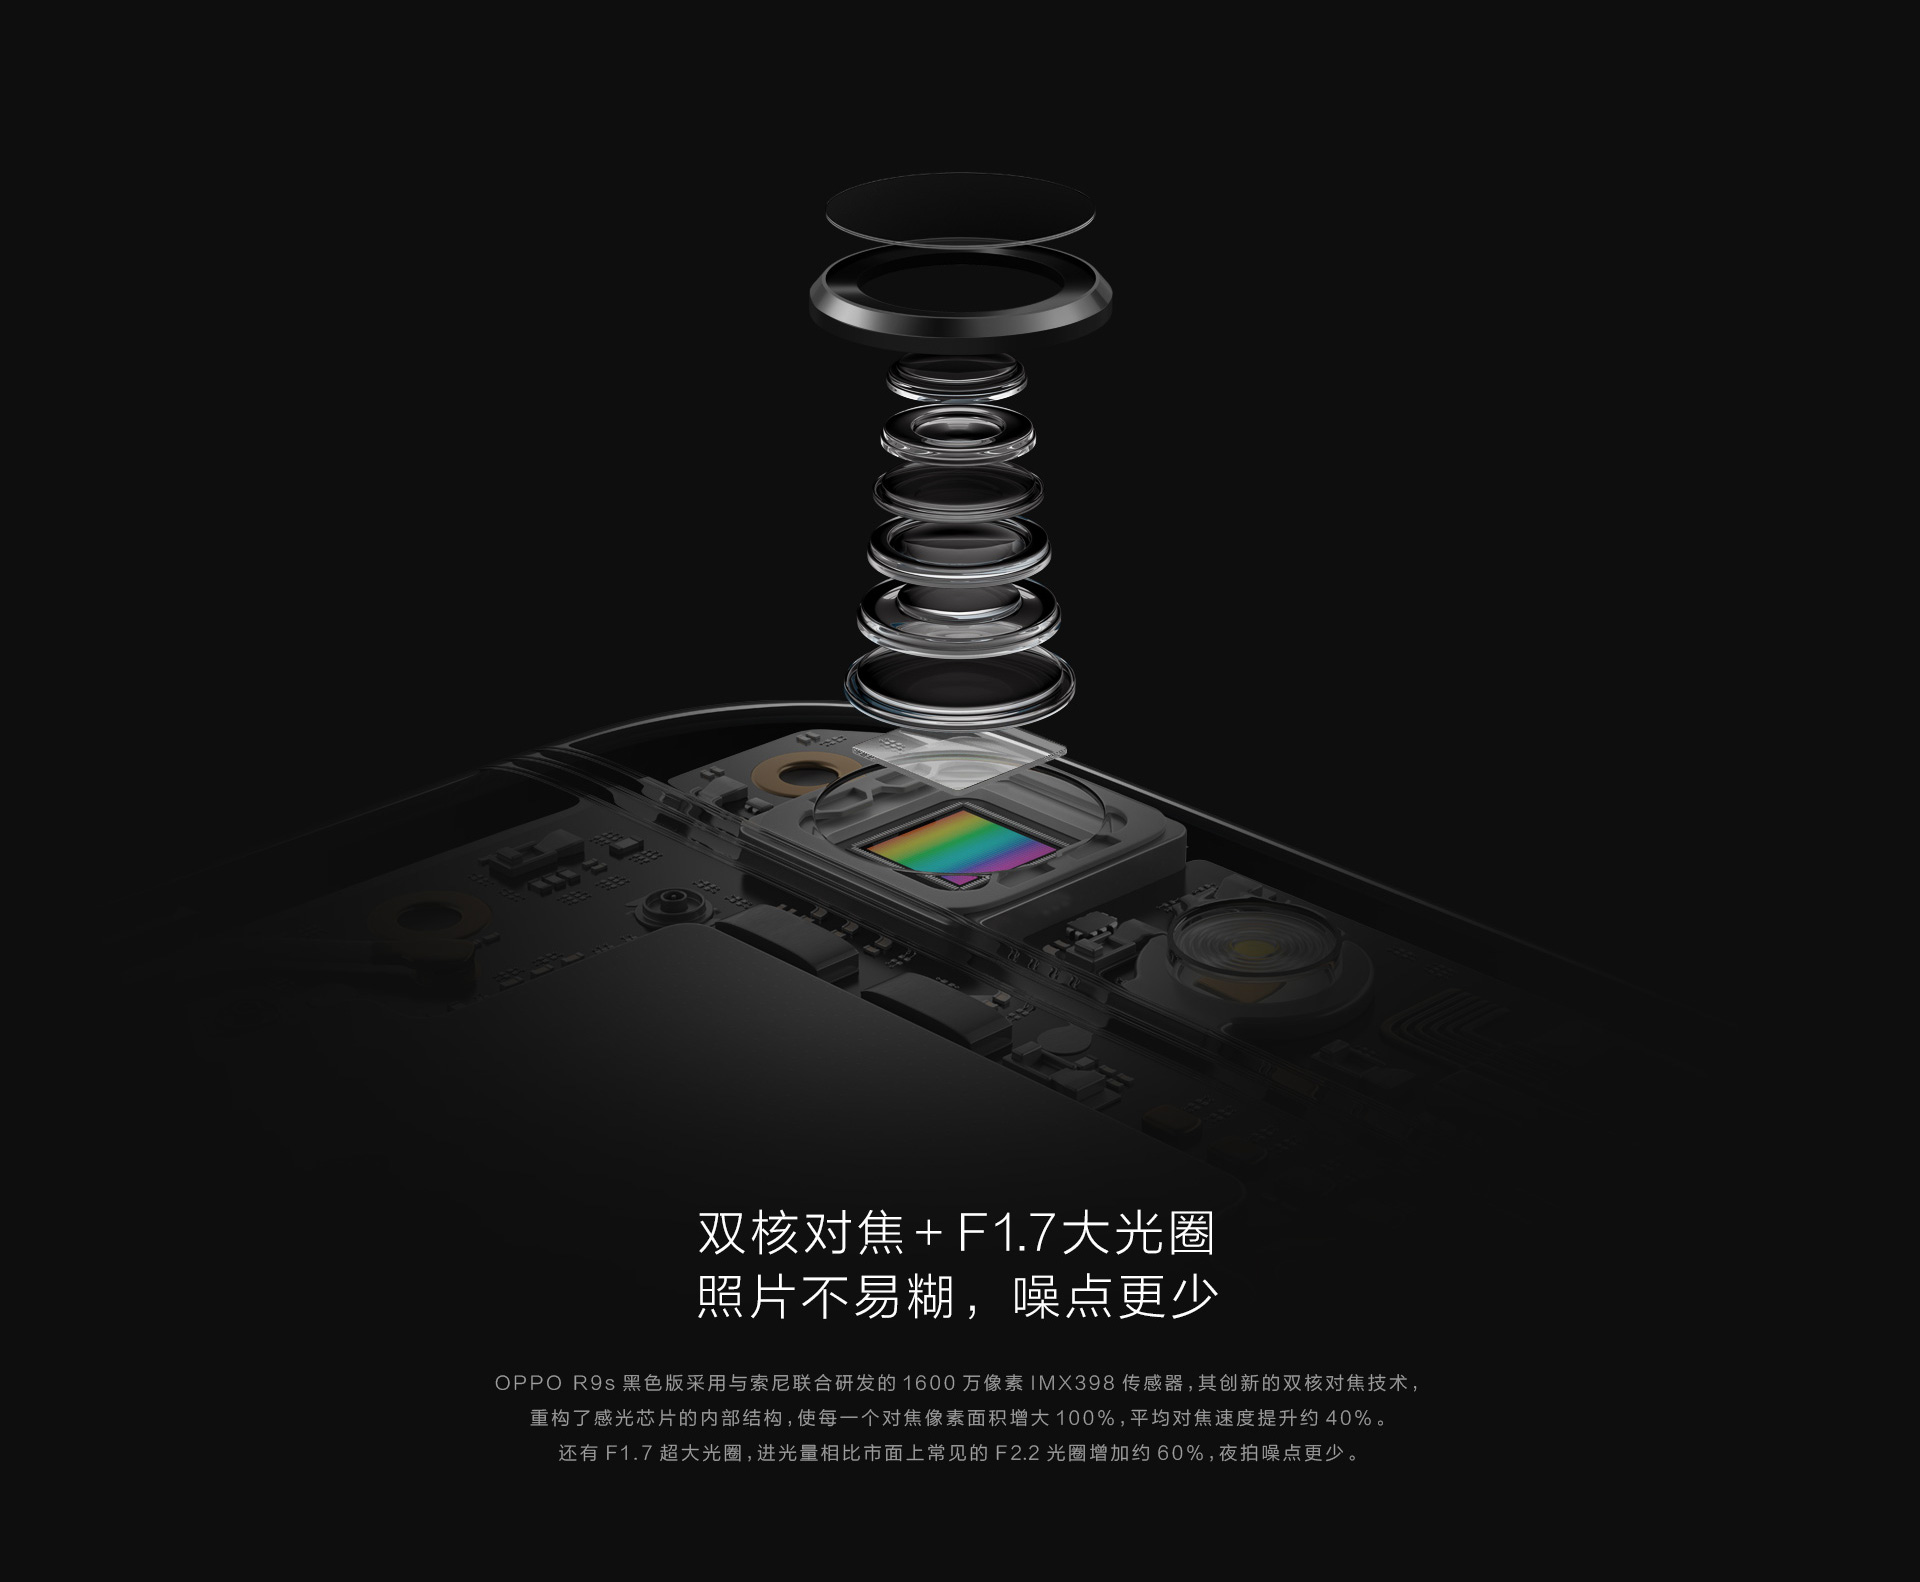 双核对焦+F1.7大光圈
照片不易糊，噪点更少
OPPO R9s 黑色版采用与索尼联合研发的 1600 万像素 IMX398 传感器，其创新的双核对焦技术，
重构了感光芯片的内部结构，使每一个对焦像素面积增大 100%，平均对焦速度提升约 40%。
还有 F1.7 超大光圈，进光量相比市面上常见的 F2.2 光圈增加约 60%，夜拍噪点更少。